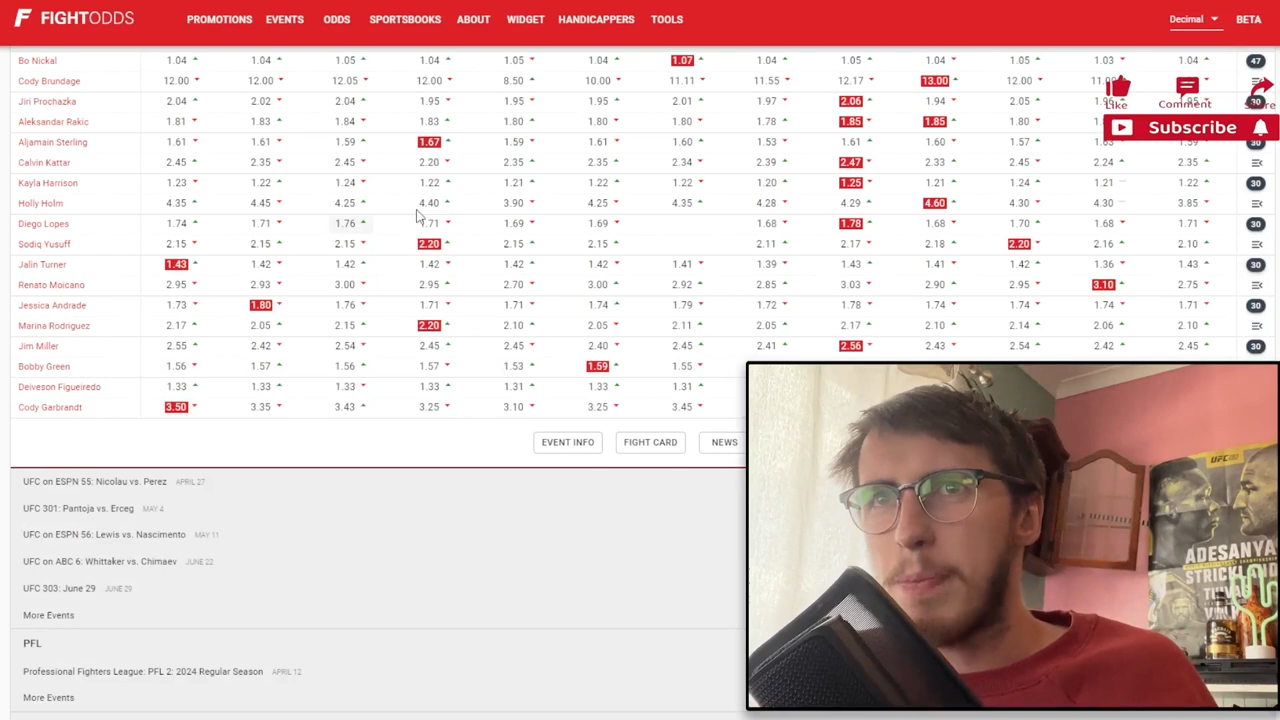 FIGHTODDS PROMOTIONS EVENTS ODDS SPORTSBOOKS ABOUT WIDGET HANDICAPPERS TOOLS Decimal BETA
Bo Nickal 1.04 1.04 1.05 1.04 1.05 1.04 1.07 1.04 1.05 1.04 1.04 1.03 1.04 47
Cody Brundage 12.00 12.00 12.05 12.00 8.50 10.00 11.11 11.55 12.17 13.00 12.00
Jiri Prochazka 2.04 2.02 2.04 1.95 1.95 1.95 2.01 1.97 2.06 1.94 2.05
Like Comment
Aleksandar Rakic 1.81 1.83 1.84 1.83 1.80 1.80 1.80 1.78 1.85 1.85 1.80
Subscribe
Aljamain Sterling 1.61 1.61 1.59 1.67 1.59 1.61 1.60 1.53 1.61 1.60 1.57 1.63 1.59 30
Calvin Kattar 2.45 2.35 2.45 2.20 2.35 2.35 2.34 2.39 2.47 2.33 2.45 2.24 2.35
Kayla Harrison 1.23 1.22 1.24 1.22 1.21 1.22 1.22 1.20 1.25 1.21 1.24 1.21 1.22 30
Holly Holm 4.35 4.45 4.25 4.40 3.90 4.25 4.35 4.28 4.29 4.60 4.30 4.30 3.85
Diego Lopes 1.74 1.71 1.76 1.71 1.69 1.69 1.68 1.78 1.68 1.70 1.68 1.71 30
Sodiq Yusuff 2.15 2.15 2.15 2.20 2.15 2.15 2.11 2.17 2.18 2.20 2.16 2.10
Jalin Turner 1.43 1.42 1.42 1.42 1.42 1.42 1.41 1.39 1.43 1.41 1.42 1.36 1.43 30
Renato Moicano 2.95 2.93 3.00 2.95 2.70 3.00 2.92 2.85 3.03 2.90 2.95 3.10 2.75
Jessica Andrade 1.73 1.80 1.76 1.71 1.71 1.74 1.79 1.72 1.78 1.74 1.74 1.74 1.71 30
Marina Rodriguez 2.17 2.05 2.15 2.20 2.10 2.05 2.11 2.05 2.17 2.10 2.14 2.06 2.10
Jim Miller 2.55 2.42 2.54 2.45 2.45 2.40 2.45 2.41 2.56 2.43 2.54 2.42 2.45 30
Bobby Green 1.56 1.57 1.56 1.57 1.53 1.59 1.55
Deiveson Figueiredo 1.33 1.33 1.33 1.33 1.31 1.33 1.31
Cody Garbrandt 3.50 3.35 3.43 3.25 3.10 3.25 3.45
EVENT INFO FIGHT CARD NEWS
UFC on ESPN 55: Nicolau vs. Perez APRIL 27
UFC 301: Pantoja vs. Erceg MAY 4
UFC on ESPN 56: Lewis vs. Nascimento MAY 11
UFC on ABC 6: Whittaker vs. Chimaev JUNE 22
UFC 303: June 29 JUNE 29
More Events
PFL
Professional Fighters League: PFL 2: 2024 Regular Season APRIL 12
More Events
UFC
ADESANYA